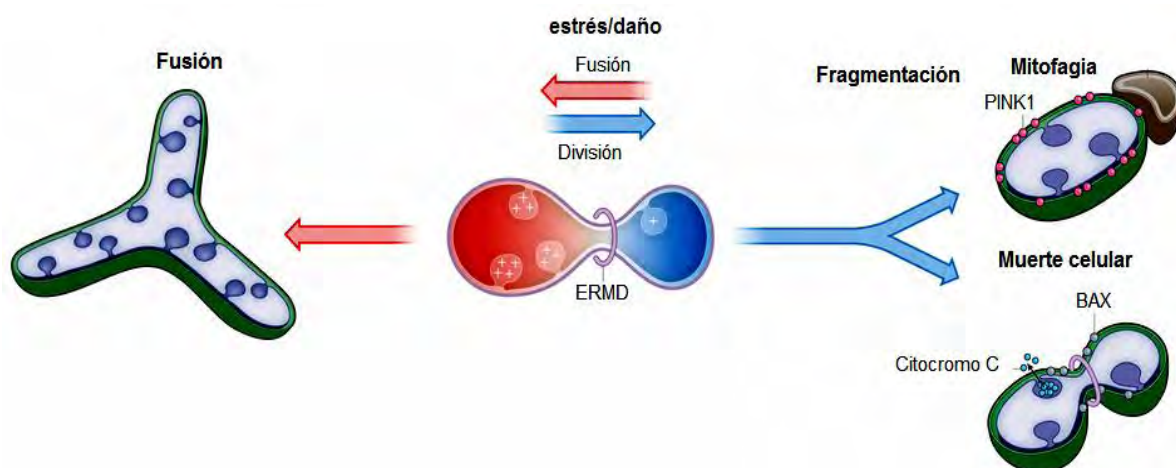 estrés/daño
Fusión
Fusión
División
ERMD
Fragmentación
Mitofagia
PINK1
Muerte celular
BAX
Citocromo C